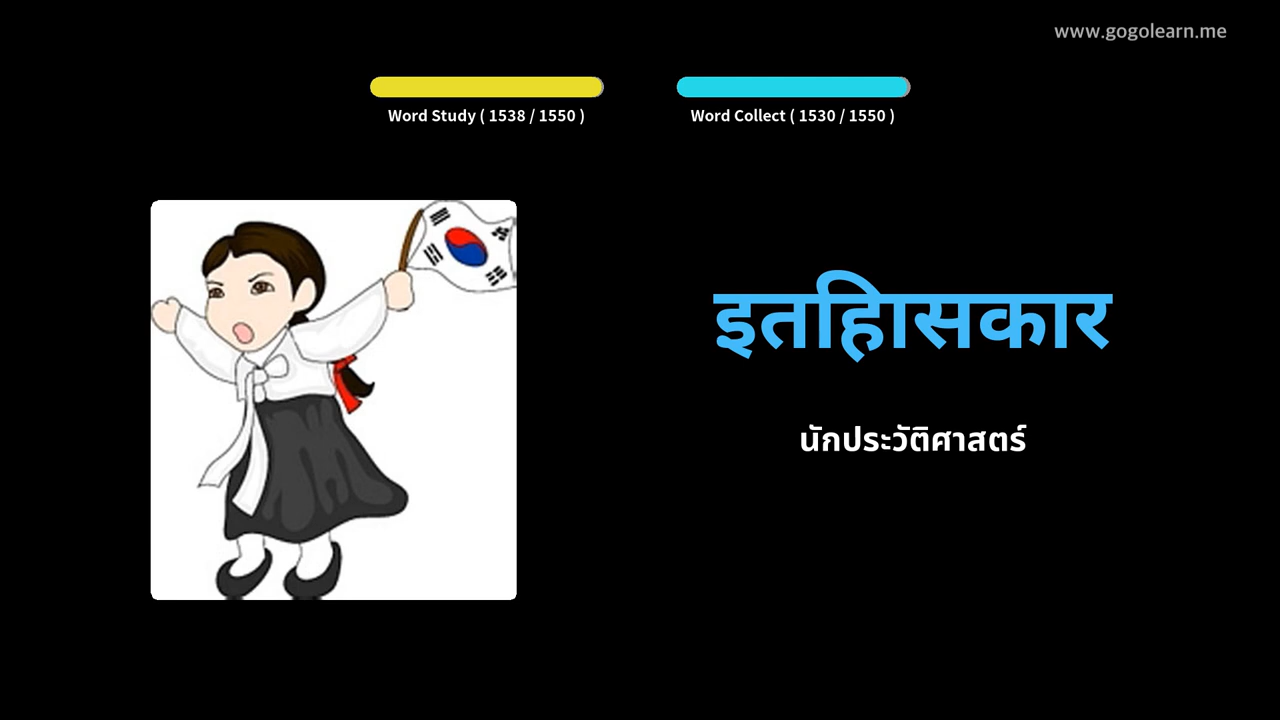 www.gogolearn.me
Word Study ( 1538 / 1550 )
Word Collect ( 1530 / 1550 )
इतहिासकार
นักประวัติศาสตร์